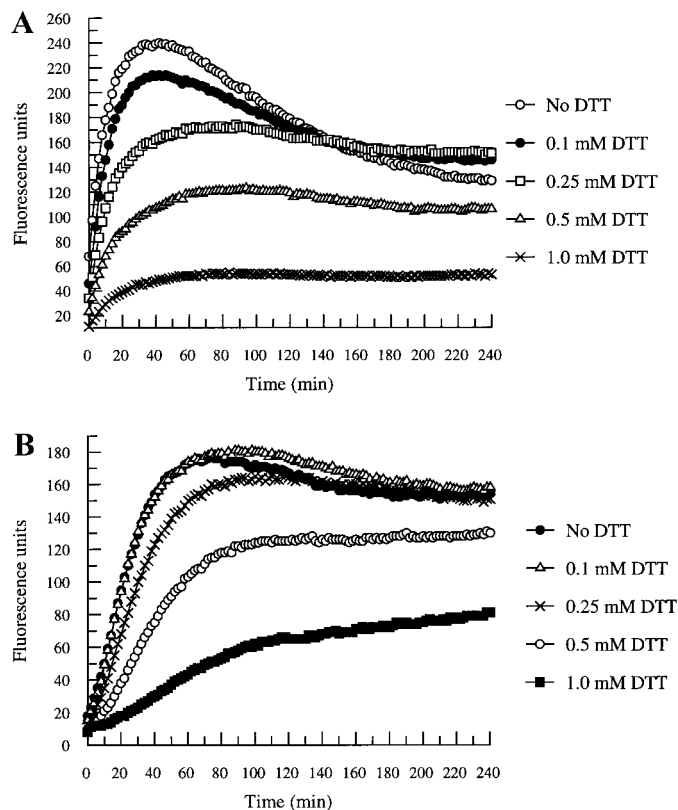 A
260
240
220
200
180
160
140
120
100
80
60
40
20
Fluorescence units
0 20 40 60 80 100 120 140 160 180 200 220 240
Time (min)
No DTT
0.1 mM DTT
0.25 mM DTT
0.5 mM DTT
1.0 mM DTT
B
180
160
140
120
100
80
60
40
20
0
Fluorescence units
0 20 40 60 80 100 120 140 160 180 200 220 240
Time (min)
No DTT
0.1 mM DTT
0.25 mM DTT
0.5 mM DTT
1.0 mM DTT